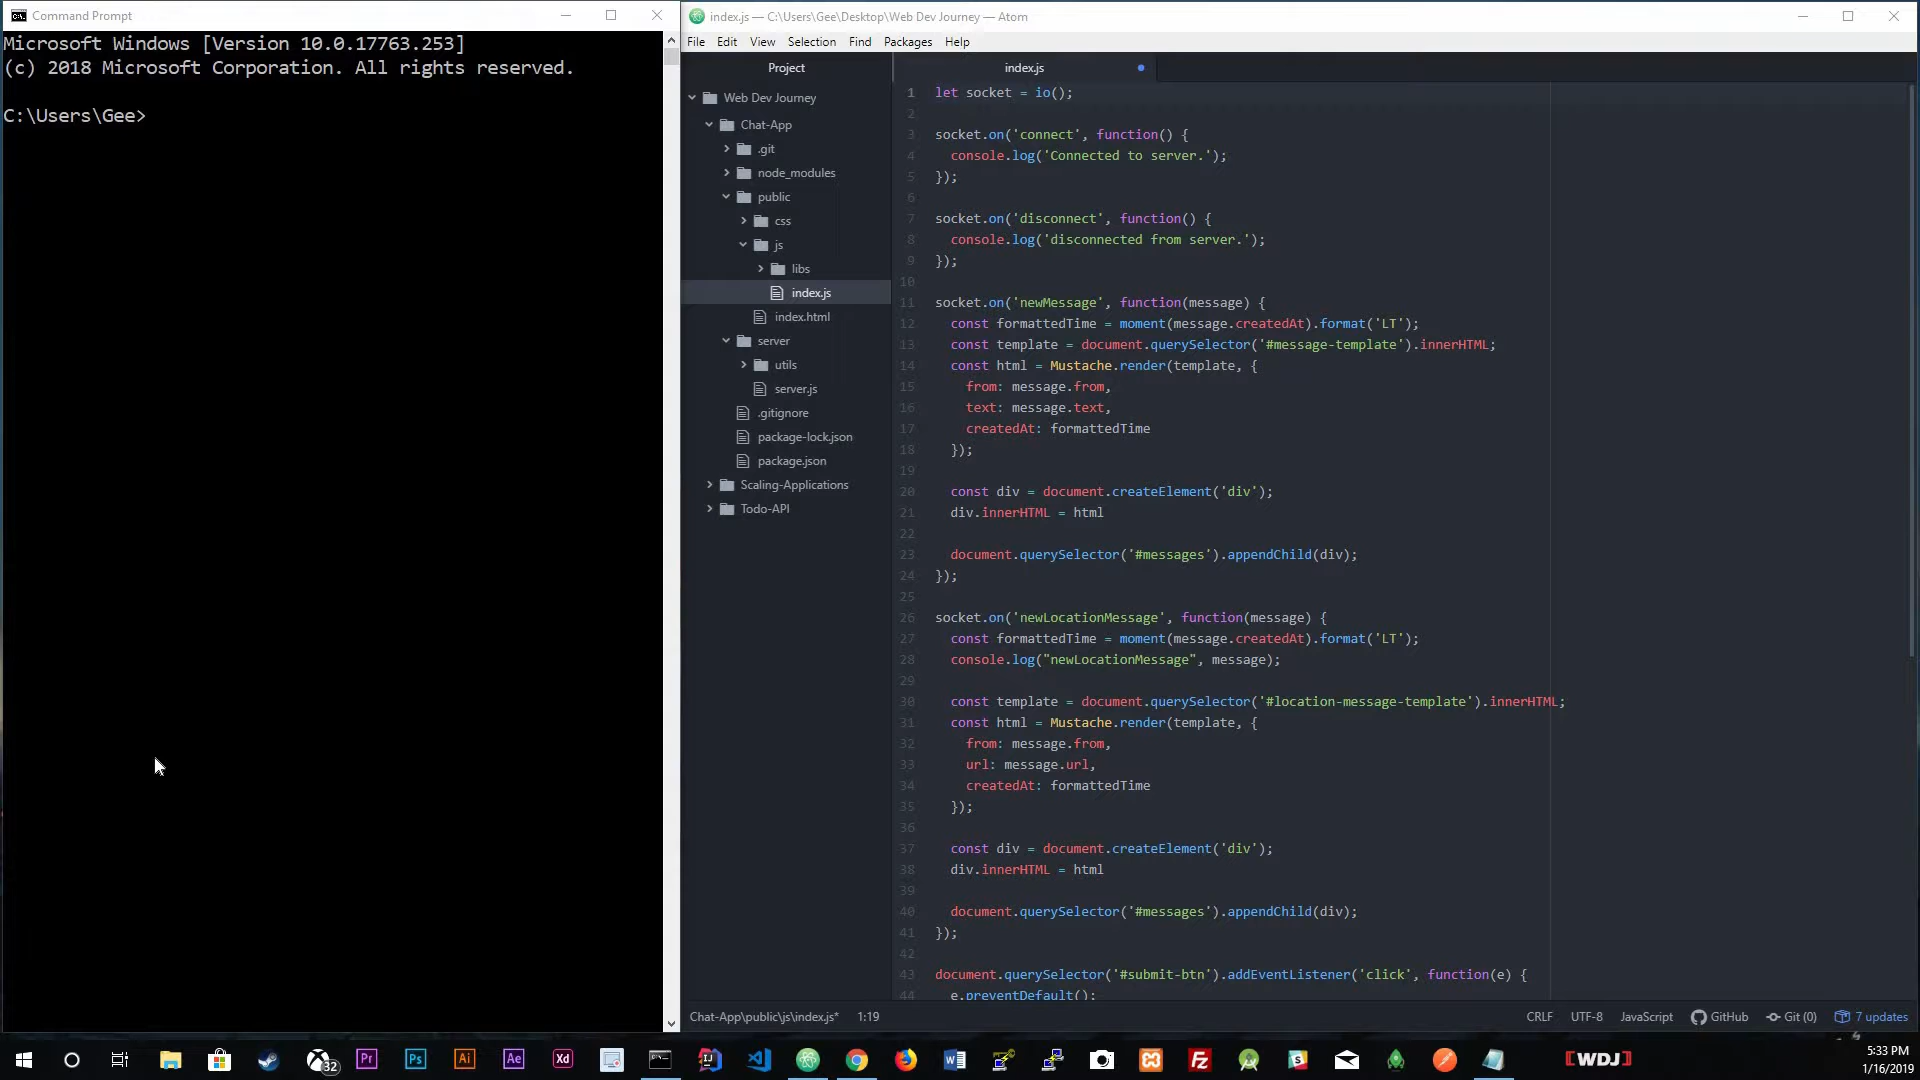 Command Prompt
Microsoft Windows [Version 10.0.17763.253]
(c) 2018 Microsoft Corporation. All rights reserved.
C:\Users\Gee>
index.js — C:\Users\Gee\Desktop\Web Dev Journey — Atom
File Edit View Selection Find Packages Help
Project
Web Dev Journey
Chat-App
.git
node_modules
public
css
js
libs
index.js
index.html
server
utils
server.js
.gitignore
package-lock.json
package.json
Scaling-Applications
Todo-API
index.js
1 let socket = io();
2
3 socket.on('connect', function() {
4 console.log('Connected to server.');
5 });
6
7 socket.on('disconnect', function() {
8 console.log('disconnected from server.');
9 });
10
11 socket.on('newMessage', function(message) {
12 const formattedTime = moment(message.createdAt).format('LT');
13 const template = document.querySelector('#message-template').innerHTML;
14 const html = Mustache.render(template, {
15 from: message.from,
16 text: message.text,
17 createdAt: formattedTime
18 });
19
20 const div = document.createElement('div');
21 div.innerHTML = html
22
23 document.querySelector('#messages').appendChild(div);
24 });
25
26 socket.on('newLocationMessage', function(message) {
27 const formattedTime = moment(message.createdAt).format('LT');
28 console.log("newLocationMessage", message);
29
30 const template = document.querySelector('#location-message-template').innerHTML;
31 const html = Mustache.render(template, {
32 from: message.from,
33 url: message.url,
34 createdAt: formattedTime
35 });
36
37 const div = document.createElement('div');
38 div.innerHTML = html
39
40 document.querySelector('#messages').appendChild(div);
41 });
42
43 document.querySelector('#submit-btn').addEventListener('click', function(e) {
44 e.preventDefault();
Chat-App\public\js\index.js* 1:19 CRLF UTF-8 JavaScript GitHub Git (0) 7 updates
32 Pr Ps Ai Ae Xd [WDJ]
5:33 PM
1/16/2019